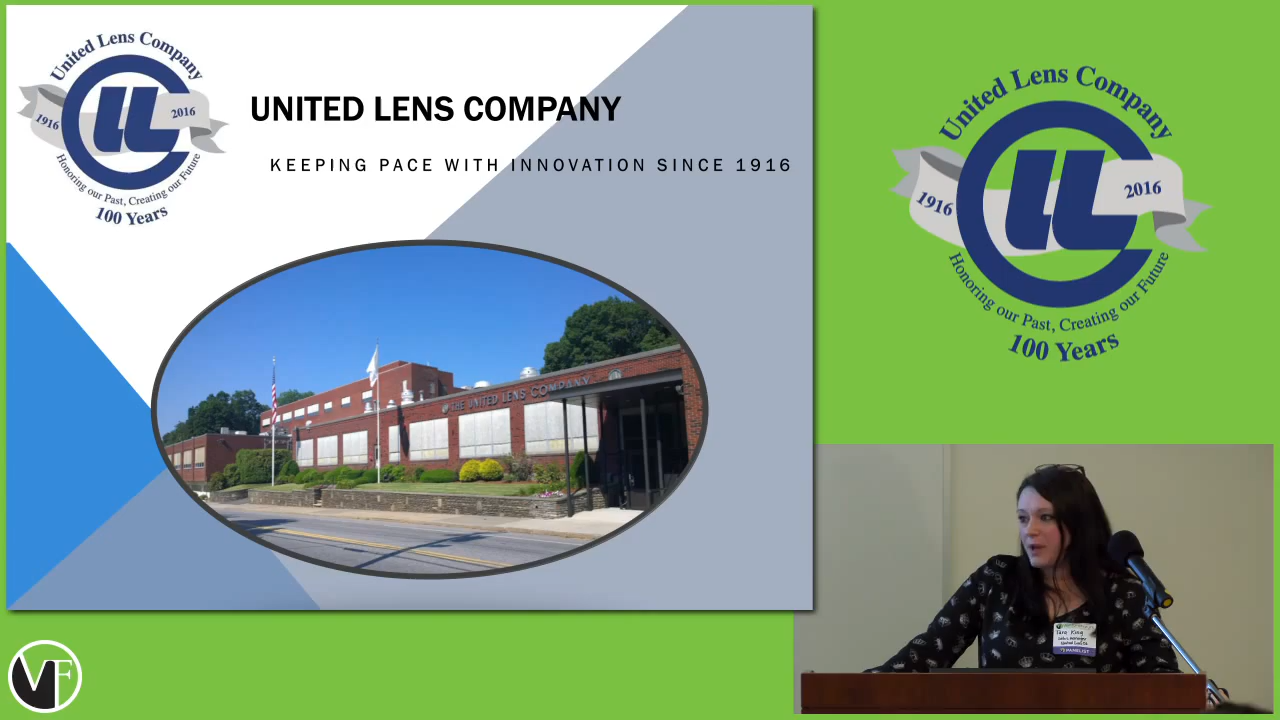 United Lens Company
1916
2016
Honoring our Past, Creating our Future
100 Years
UNITED LENS COMPANY
KEEPING PACE WITH INNOVATION SINCE 1916
THE UNITED LENS COMPANY
United Lens Company
1916
2016
Honoring our Past, Creating our Future
100 Years
Tara King
VF